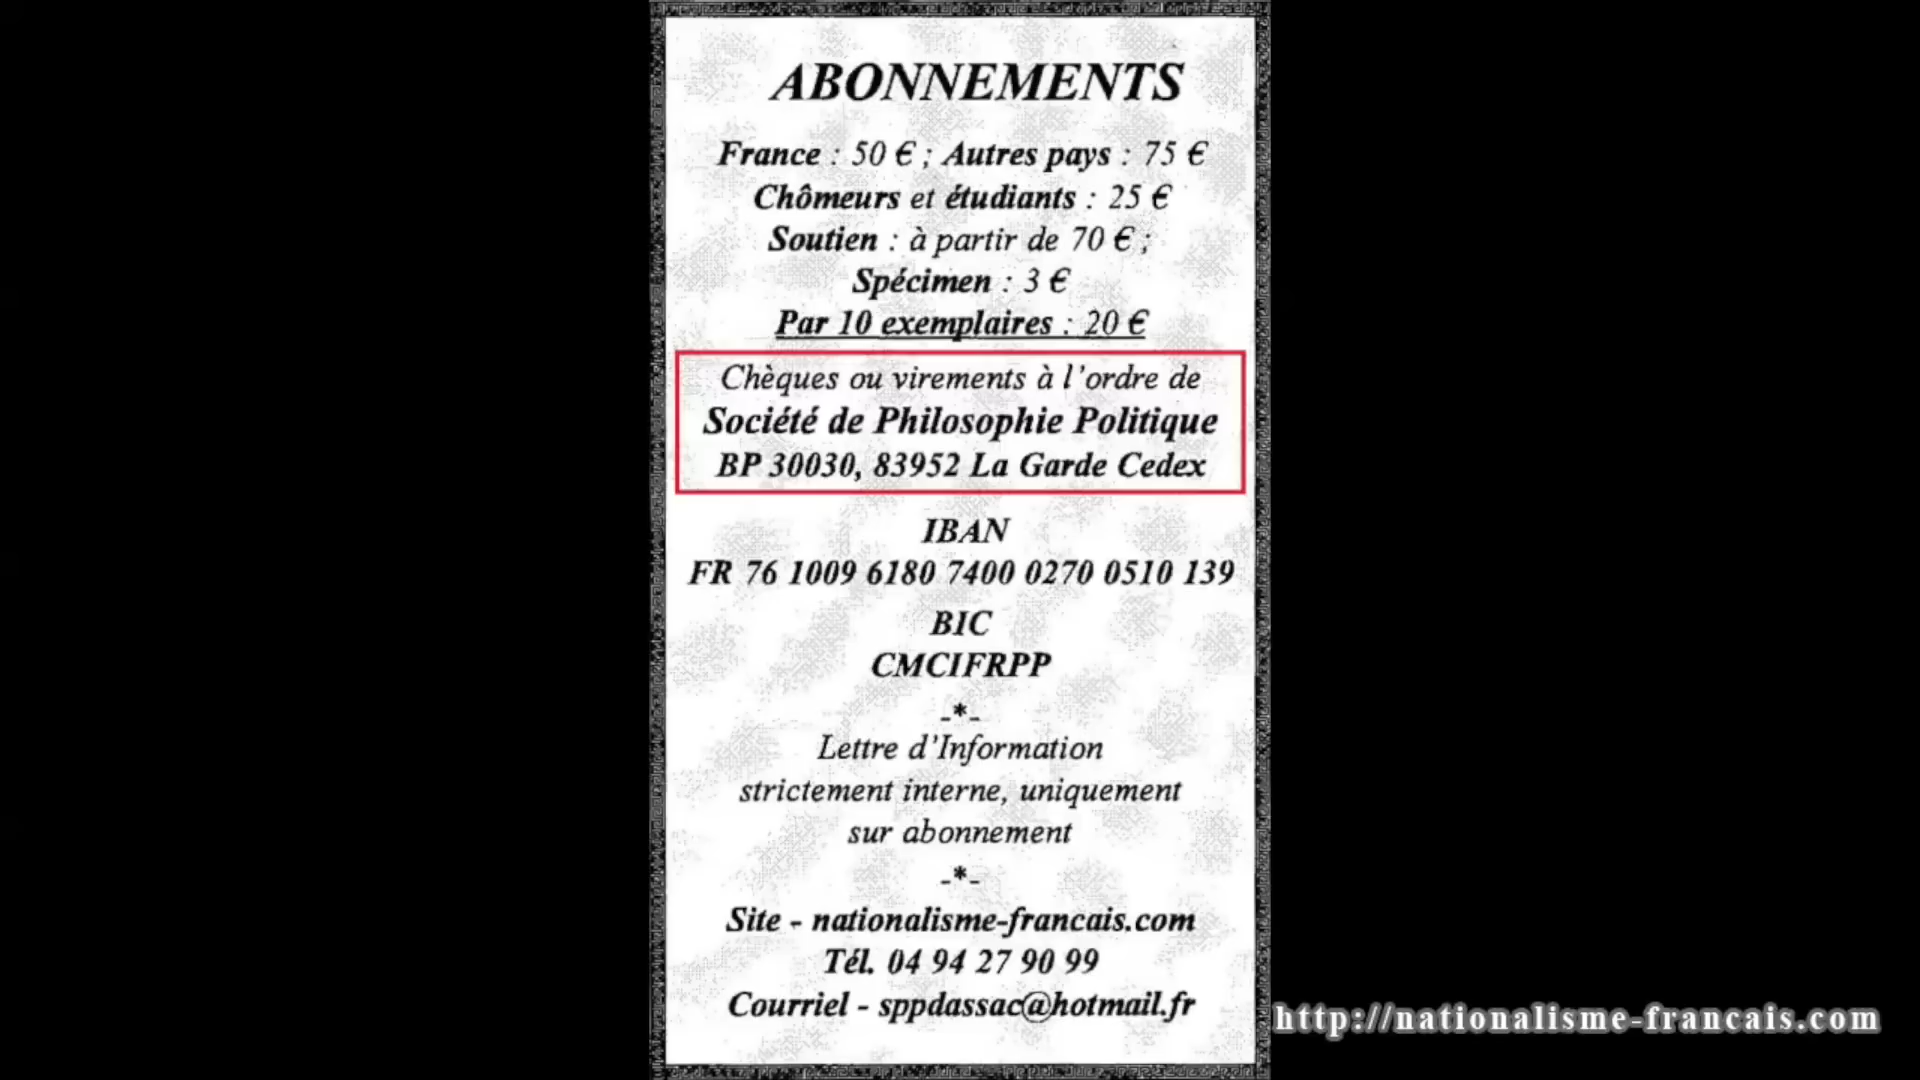 ABONNEMENTS
France : 50 € ; Autres pays : 75 €
Chômeurs et étudiants : 25 €
Soutien : à partir de 70 € ;
Spécimen : 3 €
Par 10 exemplaires : 20 €
Chèques ou virements à l'ordre de
Société de Philosophie Politique
BP 30030, 83952 La Garde Cedex
IBAN
FR 76 1009 6180 7400 0270 0510 139
BIC
CMCIFRPP
-*-
Lettre d'Information
strictement interne, uniquement
sur abonnement
-*-
Site - nationalisme-francais.com
Tél. 04 94 27 90 99
Courriel - sppdassac@hotmail.fr
http://nationalisme-francais.com